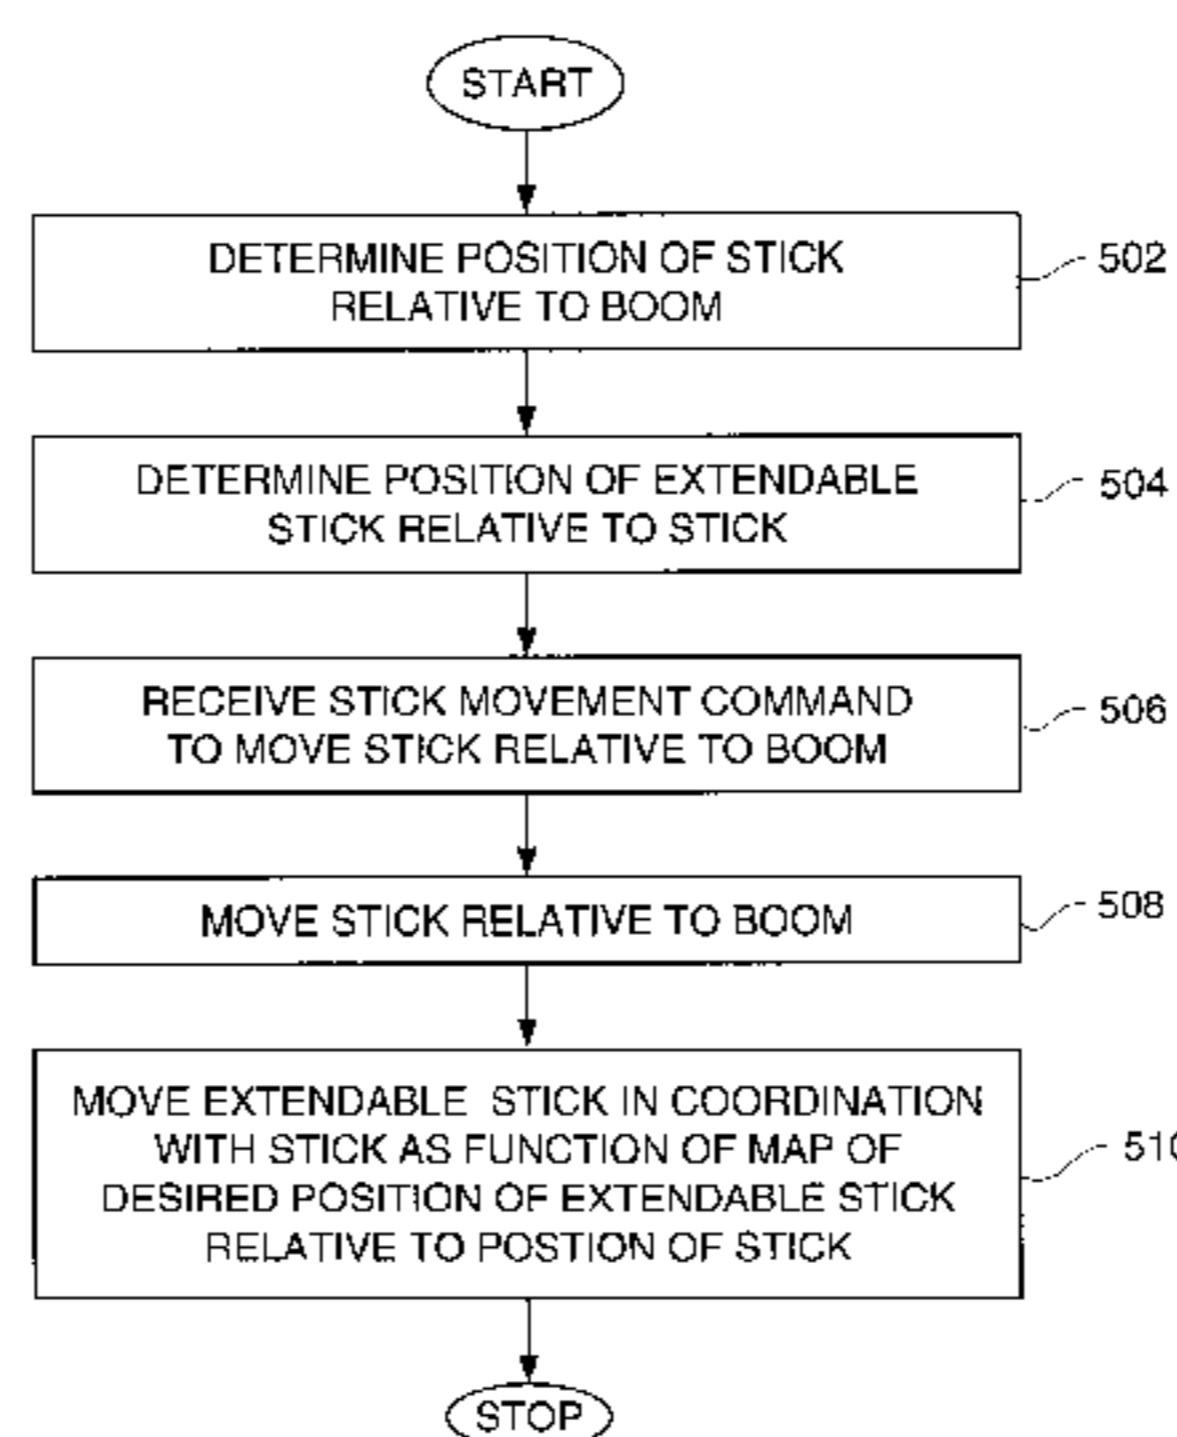 START
DETERMINE POSITION OF STICK
RELATIVE TO BOOM
502
DETERMINE POSITION OF EXTENDABLE
STICK RELATIVE TO STICK
504
RECEIVE STICK MOVEMENT COMMAND
TO MOVE STICK RELATIVE TO BOOM
506
MOVE STICK RELATIVE TO BOOM
508
MOVE EXTENDABLE STICK IN COORDINATION
WITH STICK AS FUNCTION OF MAP OF
DESIRED POSITION OF EXTENDABLE STICK
RELATIVE TO POSTION OF STICK
510
STOP